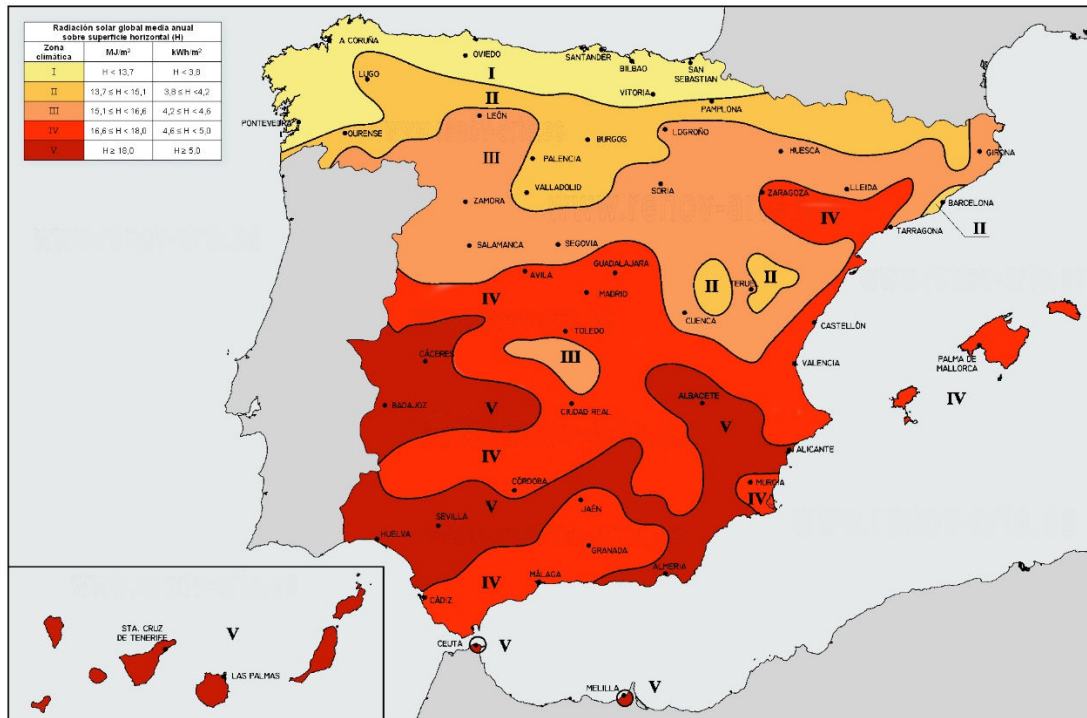 Radiación solar global media anual
sobre superficie horizontal (H)
Zona climática MJ/m² kWh/m²
I H < 13,7 H < 3,8
II 13,7 ≤ H < 15,1 3,8 ≤ H <4,2
III 15,1 ≤ H < 16,6 4,2 ≤ H < 4,6
IV 16,6 ≤ H < 18,0 4,6 ≤ H < 5,0
V H ≥ 18,0 H ≥ 5,0
A CORUÑA
OVIEDO
SANTANDER
BILBAO
SAN
SEBASTIAN
LUGO
I
VITORIA
II
PAMPLONA
PONTEVEDRA
LEÓN
OURENSE
BURGOS
LOGROÑO
III
PALENCIA
HUESCA
GIRONA
VALLADOLID
SORIA
ZARAGOZA
LLEIDA
ZAMORA
BARCELONA
IV
TARRAGONA
II
SALAMANCA
SEGOVIA
AVILA
GUADALAJARA
IV
MADRID
II
TERUEL
II
CUENCA
CASTELLÓN
TOLEDO
CÁCERES
III
VALENCIA
PALMA DE
MALLORCA
BADAJOZ
V
CIUDAD REAL
ALBACETE
V
IV
IV
ALICANTE
CÓRDOBA
MURCIA
IV
V
JAÉN
SEVILLA
HUELVA
GRANADA
ALMERIA
MÁLAGA
IV
CÁDIZ
CEUTA
V
MELILLA
V
STA. CRUZ
DE TENERIFE
V
LAS PALMAS